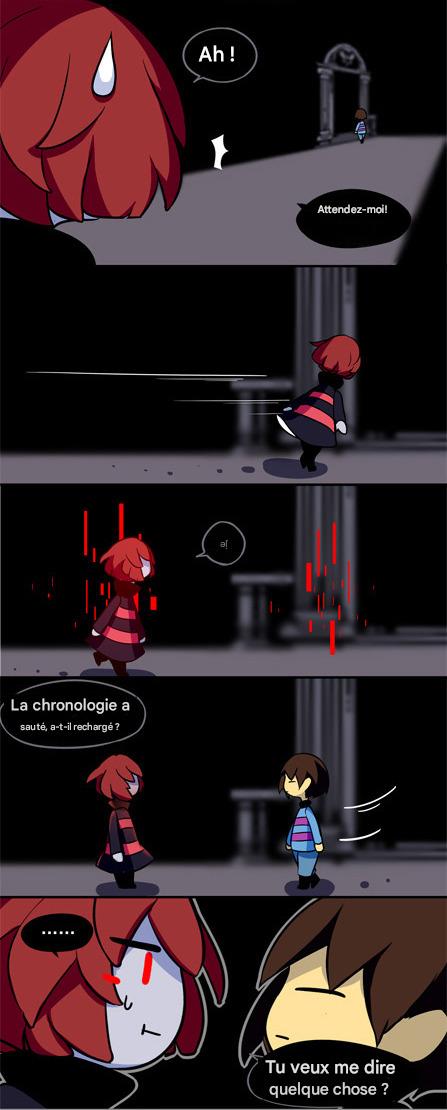 Ah !
Attendez-moi!
La chronologie a
sauté, a-t-il rechargé ?
......
Tu veux me dire
quelque chose ?